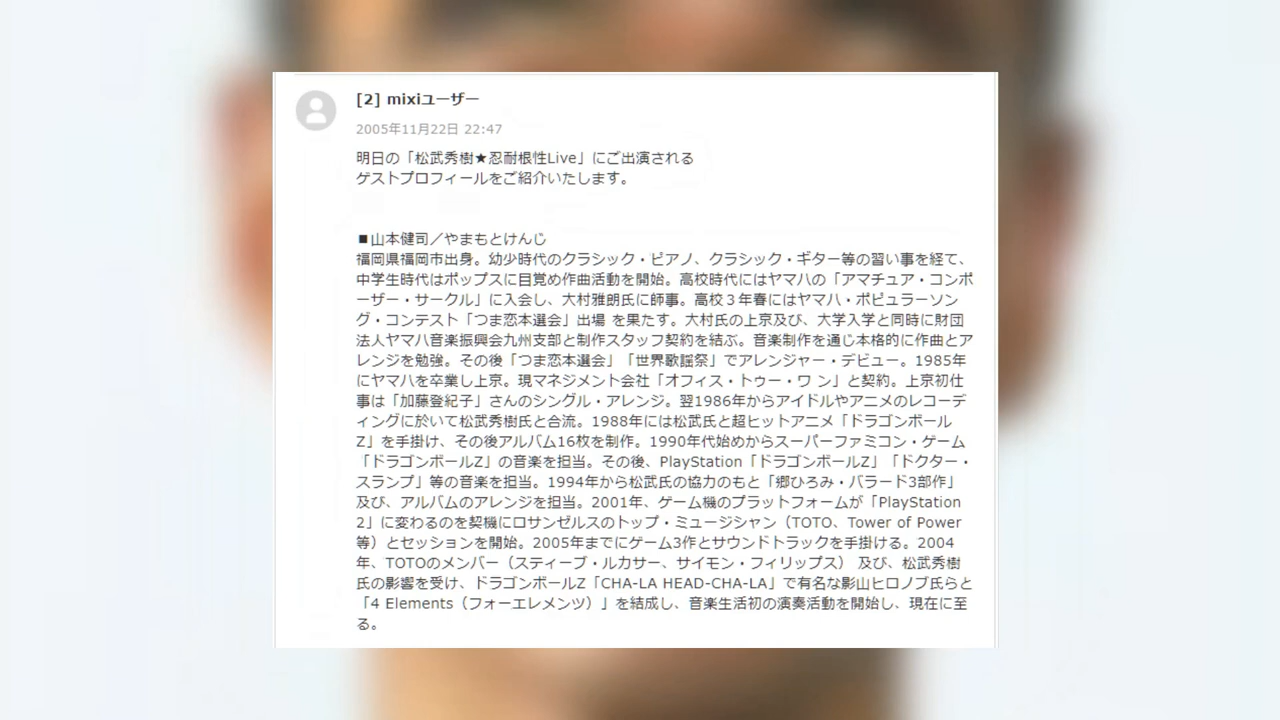 [2] mixiユーザー
2005年11月22日 22:47
明日の「松武秀樹★忍耐根性Live」にご出演される
ゲストプロフィールをご紹介いたします。
■山本健司／やまもとけんじ
福岡県福岡市出身。幼少時代のクラシック・ピアノ、クラシック・ギター等の習い事を経て、
中学生時代はポップスに目覚め作曲活動を開始。高校時代にはヤマハの「アマチュア・コンポ
ーザー・サークル」に入会し、大村雅朗氏に師事。高校３年春にはヤマハ・ポピュラーソン
グ・コンテスト「つま恋本選会」出場 を果たす。大村氏の上京及び、大学入学と同時に財団
法人ヤマハ音楽振興会九州支部と制作スタッフ契約を結ぶ。音楽制作を通じ本格的に作曲とア
レンジを勉強。その後「つま恋本選会」「世界歌謡祭」でアレンジャー・デビュー。1985年
にヤマハを卒業し上京。現マネジメント会社「オフィス・トゥー・ワ ン」と契約。上京初仕
事は「加藤登紀子」さんのシングル・アレンジ。翌1986年からアイドルやアニメのレコーデ
ィングに於いて松武秀樹氏と合流。1988年には松武氏と超ヒットアニメ「ドラゴンボール
Z」を手掛け、その後アルバム16枚を制作。1990年代始めからスーパーファミコン・ゲーム
「ドラゴンボールZ」の音楽を担当。その後、PlayStation「ドラゴンボールZ」「ドクター・
スランプ」等の音楽を担当。1994年から松武氏の協力のもと「郷ひろみ・バラード3部作」
及び、アルバムのアレンジを担当。2001年、ゲーム機のプラットフォームが「PlayStation
2」に変わるのを契機にロサンゼルスのトップ・ミュージシャン（TOTO、Tower of Power
等）とセッションを開始。2005年までにゲーム3作とサウンドトラックを手掛ける。2004
年、TOTOのメンバー（スティーブ・ルカサー、サイモン・フィリップス） 及び、松武秀樹
氏の影響を受け、ドラゴンボールZ「CHA-LA HEAD-CHA-LA」で有名な影山ヒロノブ氏らと
「4 Elements（フォーエレメンツ）」を結成し、音楽生活初の演奏活動を開始し、現在に至
る。